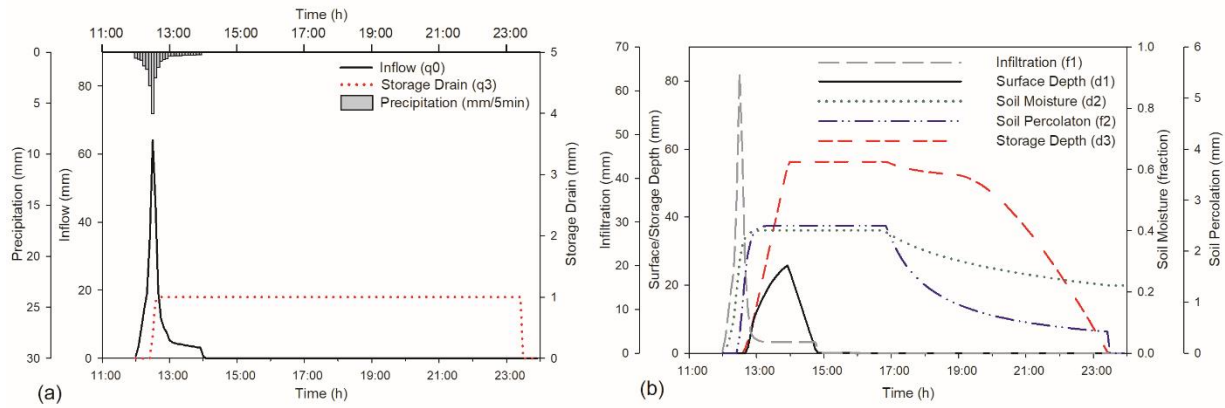 Time (h)
11:00 13:00 15:00 17:00 19:00 21:00 23:00
Precipitation (mm)
0
5
10
15
20
25
30
Inflow (mm)
80
60
40
20
0
Inflow (q0)
Storage Drain (q3)
Precipitation (mm/5min)
5
4
3
2
1
0
Storage Drain (mm)
11:00 13:00 15:00 17:00 19:00 21:00 23:00
Time (h)
(a)
Infiltration (mm)
70
60
50
40
30
20
10
0
Surface/Storage Depth (mm)
80
60
40
20
0
Infiltration (f1)
Surface Depth (d1)
Soil Moisture (d2)
Soil Percolaton (f2)
Storage Depth (d3)
1.0
0.8
0.6
0.4
0.2
0.0
Soil Moisture (fraction)
6
5
4
3
2
1
0
Soil Percolation (mm)
11:00 13:00 15:00 17:00 19:00 21:00 23:00
Time (h)
(b)